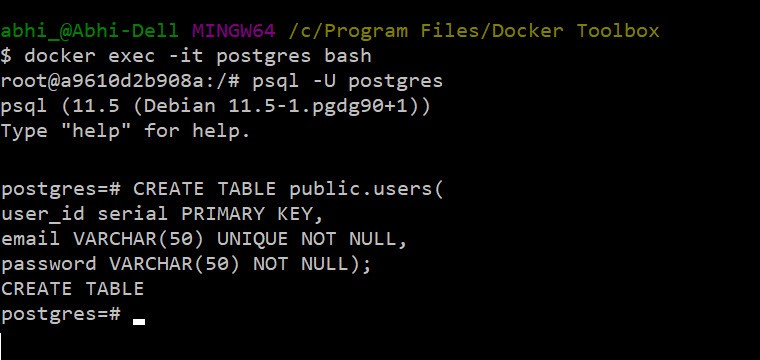 abhi_@Abhi-Dell MINGW64 /c/Program Files/Docker Toolbox
$ docker exec -it postgres bash
root@a9610d2b908a:/# psql -U postgres
psql (11.5 (Debian 11.5-1.pgdg90+1))
Type "help" for help.
postgres=# CREATE TABLE public.users(
user_id serial PRIMARY KEY,
email VARCHAR(50) UNIQUE NOT NULL,
password VARCHAR(50) NOT NULL);
CREATE TABLE
postgres=#